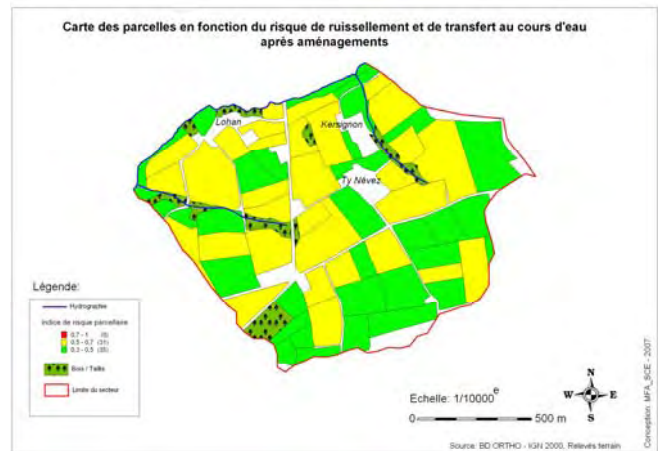 Carte des parcelles en fonction du risque de ruissellement et de transfert au cours d'eau
après aménagements
Lohan
Kersignon
Ty Névez
Légende:
Hydrographie
Indice de risque parcellaire
0.7 - 1
0.5 - 0.7 (31)
0.3 - 0.5
Bois / Taillis
Limite du secteur
N
W E
S
Echelle: 1/10000e
0 500 m
Source: BD ORTHO - IGN 2000, Relevés terrain
Conception: MFA_SCE - 2007